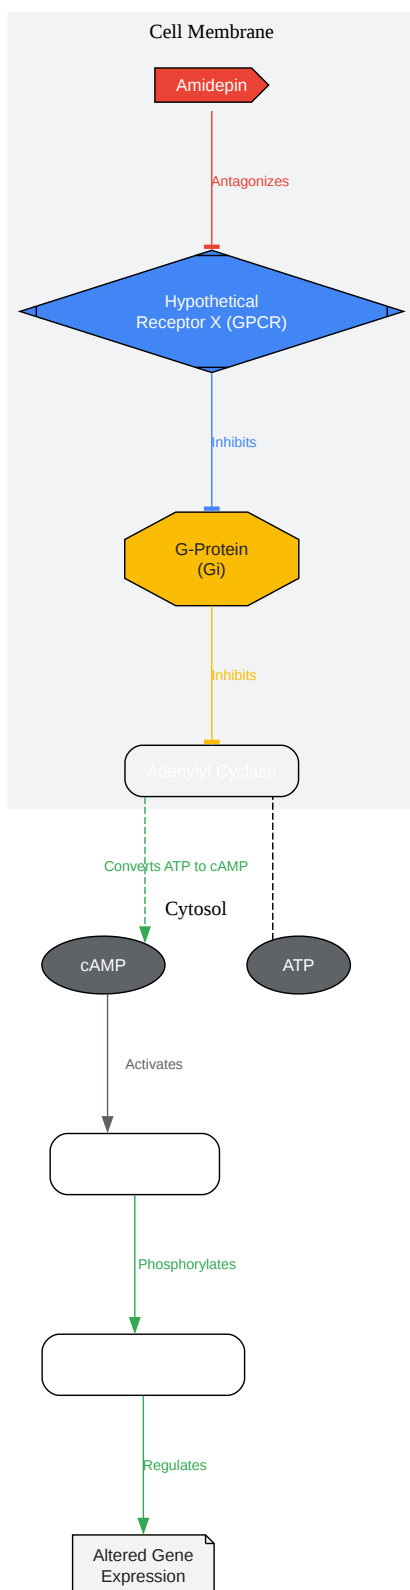 Cell Membrane
Amidepin
Antagonizes
Hypothetical
Receptor X (GPCR)
Inhibits
G-Protein
(Gi)
Inhibits
Adenylyl Cyclase
Converts ATP to cAMP
Cytosol
cAMP
ATP
Activates
Phosphorylates
Regulates
Altered Gene
Expression